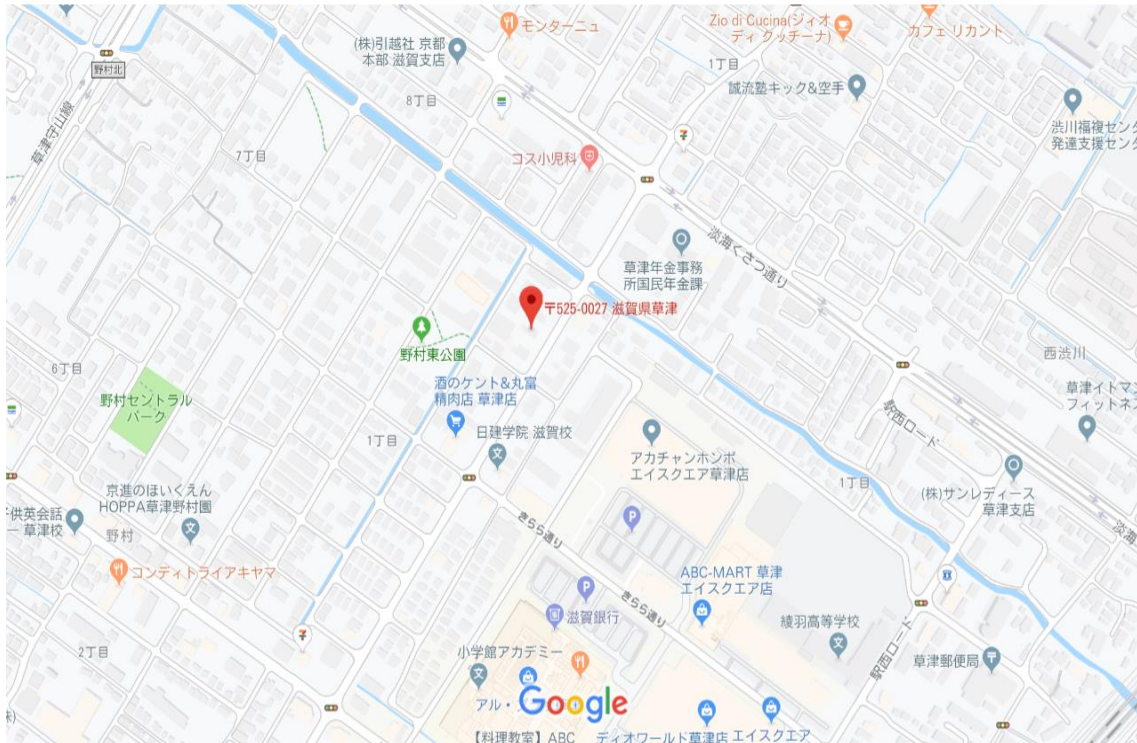 モンターニュ
Zio di Cucina(ジィオ
ディ グッチーナ)
カフェ リカント
(株)引越社 京都
本部 滋賀支店
1丁目
野村北
誠流塾キック&空手
8丁目
渋川福複センタ
発達支援センタ
草津守山線
7丁目
コス小児科
淡海くさつ通り
草津年金事務
所国民年金課
〒525-0027 滋賀県草津
野村東公園
西渋川
6丁目
酒のケント&丸富
精肉店 草津店
草津イトマン
フィットネス
野村セントラル
パーク
駅西ロード
1丁目
日建学院 滋賀校
アカチャンホンポ
エイスクエア草津店
1丁目
京進のほいくえん
HOPPA草津野村園
(株)サンレディース
草津支店
子供英会話
ー 草津校
野村
きらら通り
淡海
P
コンディトライアキヤマ
ABC-MART 草津
エイスクエア店
P
きらら通り
滋賀銀行
綾羽高等学校
2丁目
小学館アカデミー
駅西ロード
草津郵便局
アル・
Google
株)
【料理教室】ABC
ディオワールド草津店
エイスクエア